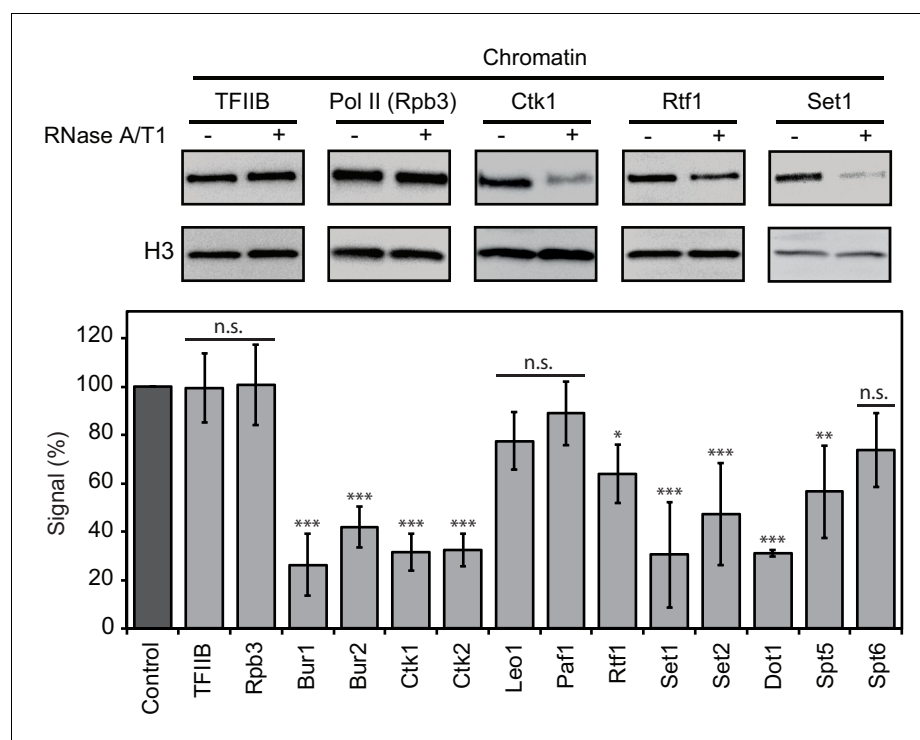 Chromatin
TFIIB Pol II (Rpb3) Ctk1 Rtf1 Set1
RNase A/T1 - + - + - + - + - +
H3
120
100
80
60
40
20
0
Signal (%)
n.s.
*** *** *** ***
n.s.
* *** *** *** **
n.s.
Control TFIIB Rpb3 Bur1 Bur2 Ctk1 Ctk2 Leo1 Paf1 Rtf1 Set1 Set2 Dot1 Spt5 Spt6